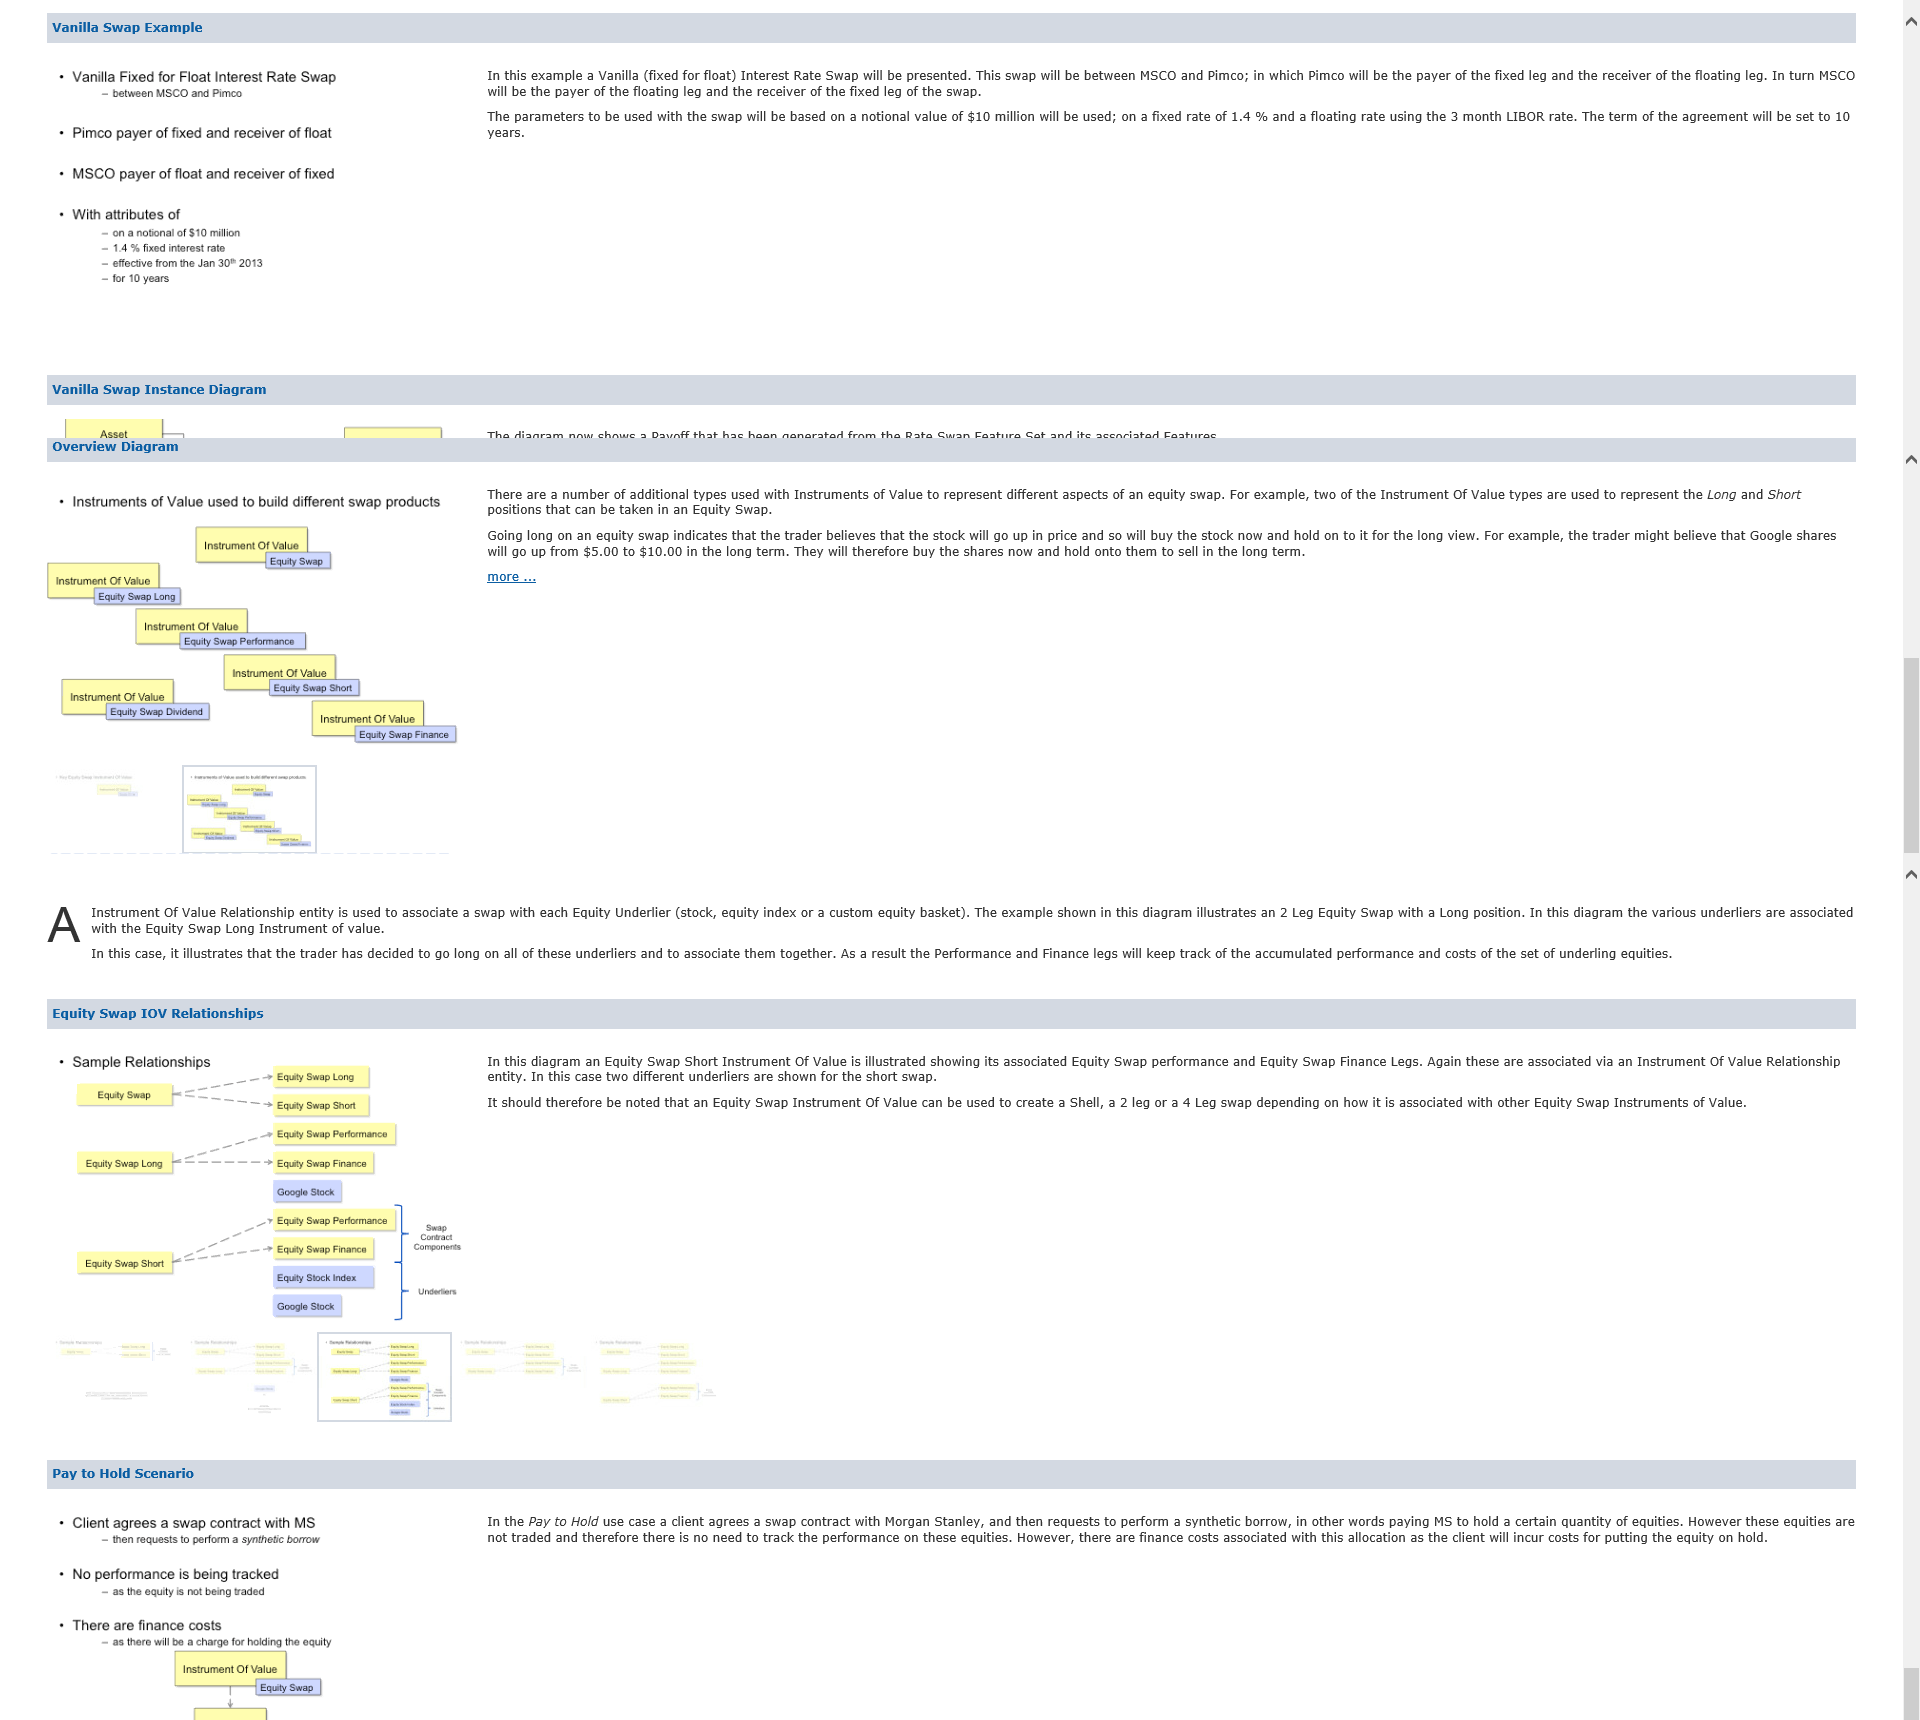 Vanilla Swap Example
• Vanilla Fixed for Float Interest Rate Swap
– between MSCO and Pimco
• Pimco payer of fixed and receiver of float
• MSCO payer of float and receiver of fixed
• With attributes of
– on a notional of $10 million
– 1.4 % fixed interest rate
– effective from the Jan 30th 2013
– for 10 years
In this example a Vanilla (fixed for float) Interest Rate Swap will be presented. This swap will be between MSCO and Pimco; in which Pimco will be the payer of the fixed leg and the receiver of the floating leg. In turn MSCO
will be the payer of the floating leg and the receiver of the fixed leg of the swap.
The parameters to be used with the swap will be based on a notional value of $10 million will be used; on a fixed rate of 1.4 % and a floating rate using the 3 month LIBOR rate. The term of the agreement will be set to 10
years.
Vanilla Swap Instance Diagram
Asset
The diagram now shows a Payoff that has been generated from the Rate Swap Feature Set and its associated Features.
Overview Diagram
• Instruments of Value used to build different swap products
Instrument Of Value
Equity Swap
Instrument Of Value
Equity Swap Long
Instrument Of Value
Equity Swap Performance
Instrument Of Value
Equity Swap Short
Instrument Of Value
Equity Swap Dividend
Instrument Of Value
Equity Swap Finance
There are a number of additional types used with Instruments of Value to represent different aspects of an equity swap. For example, two of the Instrument Of Value types are used to represent the Long and Short
positions that can be taken in an Equity Swap.
Going long on an equity swap indicates that the trader believes that the stock will go up in price and so will buy the stock now and hold on to it for the long view. For example, the trader might believe that Google shares
will go up from $5.00 to $10.00 in the long term. They will therefore buy the shares now and hold onto them to sell in the long term.
more ...
• Instruments of Value used to build different swap products
A Instrument Of Value Relationship entity is used to associate a swap with each Equity Underlier (stock, equity index or a custom equity basket). The example shown in this diagram illustrates an 2 Leg Equity Swap with a Long position. In this diagram the various underliers are associated
with the Equity Swap Long Instrument of value.
In this case, it illustrates that the trader has decided to go long on all of these underliers and to associate them together. As a result the Performance and Finance legs will keep track of the accumulated performance and costs of the set of underling equities.
Equity Swap IOV Relationships
• Sample Relationships
Equity Swap
Equity Swap Long
Equity Swap Short
Equity Swap Long
Equity Swap Performance
Equity Swap Finance
Google Stock
Equity Swap Short
Equity Swap Performance
Equity Swap Finance
Equity Stock Index
Google Stock
Swap
Contract
Components
Underliers
In this diagram an Equity Swap Short Instrument Of Value is illustrated showing its associated Equity Swap performance and Equity Swap Finance Legs. Again these are associated via an Instrument Of Value Relationship
entity. In this case two different underliers are shown for the short swap.
It should therefore be noted that an Equity Swap Instrument Of Value can be used to create a Shell, a 2 leg or a 4 Leg swap depending on how it is associated with other Equity Swap Instruments of Value.
Pay to Hold Scenario
• Client agrees a swap contract with MS
– then requests to perform a synthetic borrow
• No performance is being tracked
– as the equity is not being traded
• There are finance costs
– as there will be a charge for holding the equity
Instrument Of Value
Equity Swap
In the Pay to Hold use case a client agrees a swap contract with Morgan Stanley, and then requests to perform a synthetic borrow, in other words paying MS to hold a certain quantity of equities. However these equities are
not traded and therefore there is no need to track the performance on these equities. However, there are finance costs associated with this allocation as the client will incur costs for putting the equity on hold.